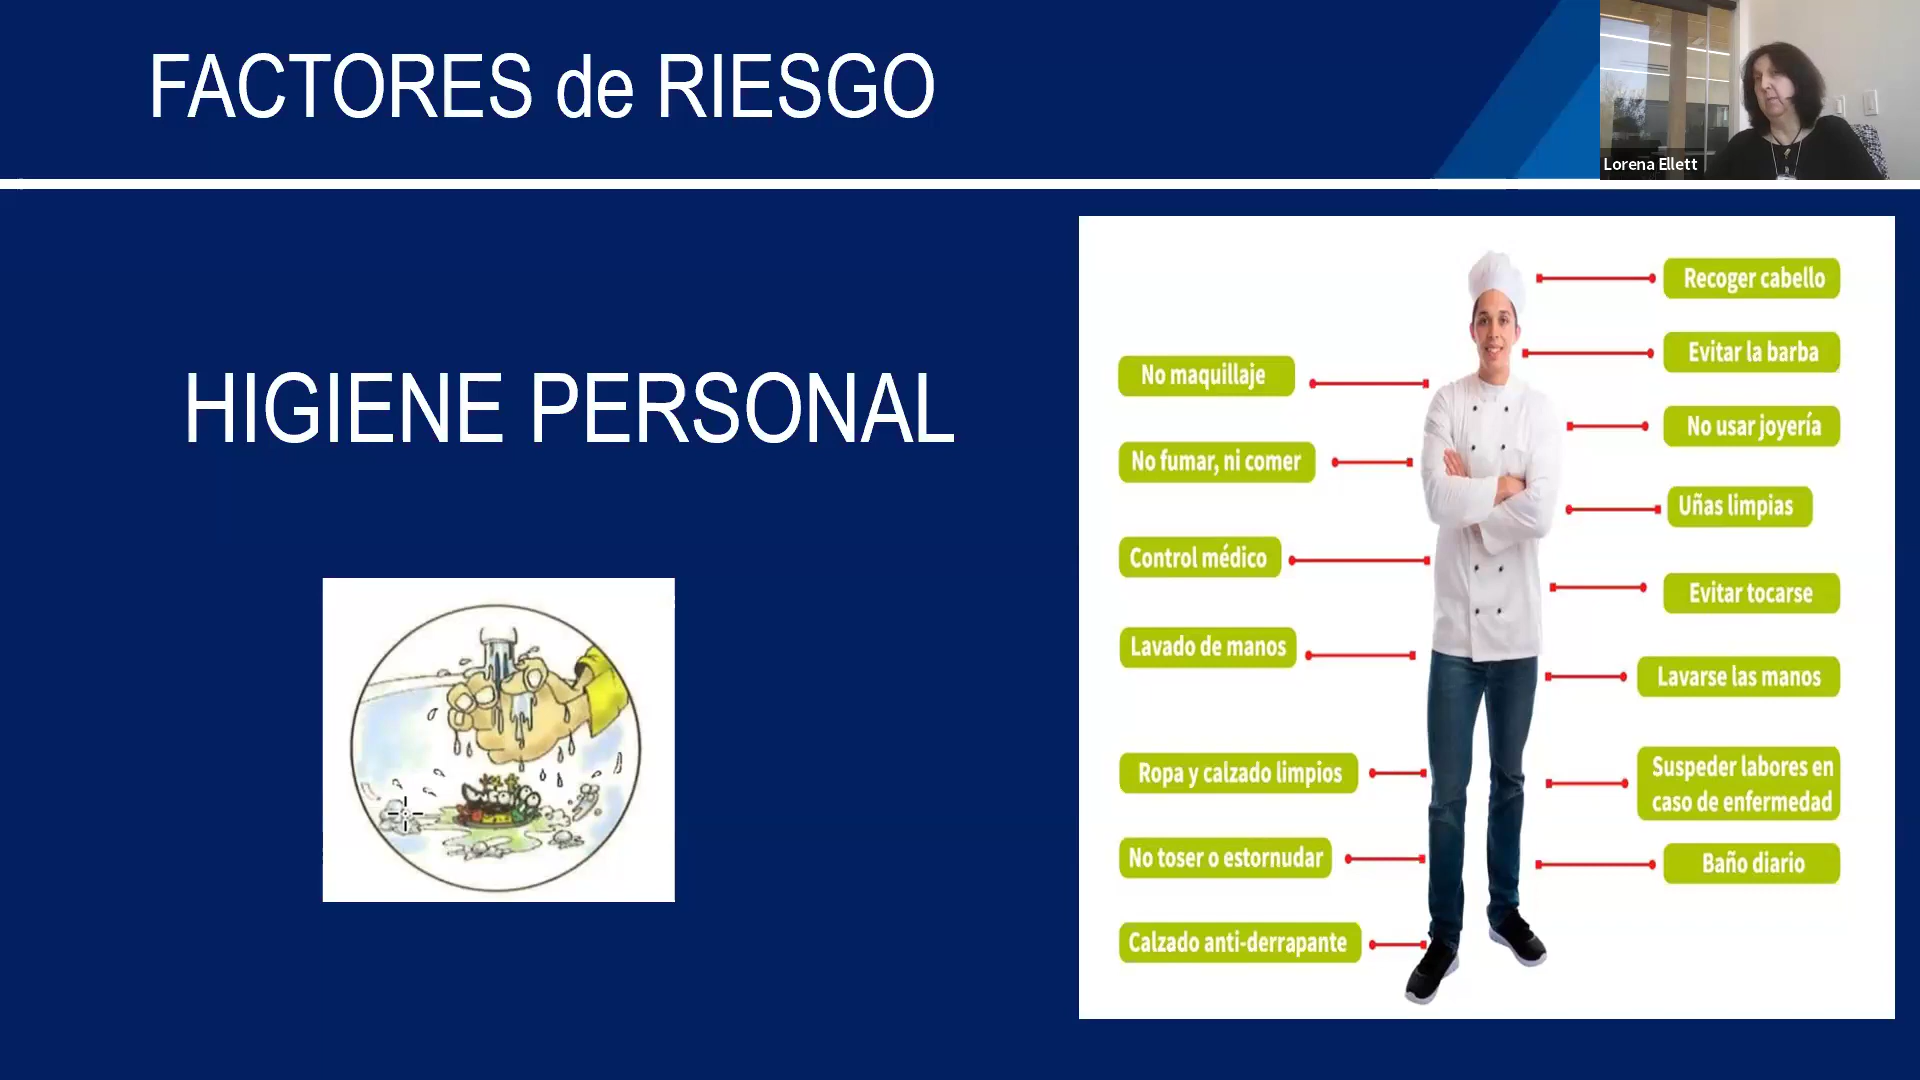 FACTORES de RIESGO
Lorena Ellett
HIGIENE PERSONAL
No maquillaje
No fumar, ni comer
Control médico
Lavado de manos
Ropa y calzado limpios
No toser o estornudar
Calzado anti-derrapante
Recoger cabello
Evitar la barba
No usar joyería
Uñas limpias
Evitar tocarse
Lavarse las manos
Suspeder labores en
caso de enfermedad
Baño diario